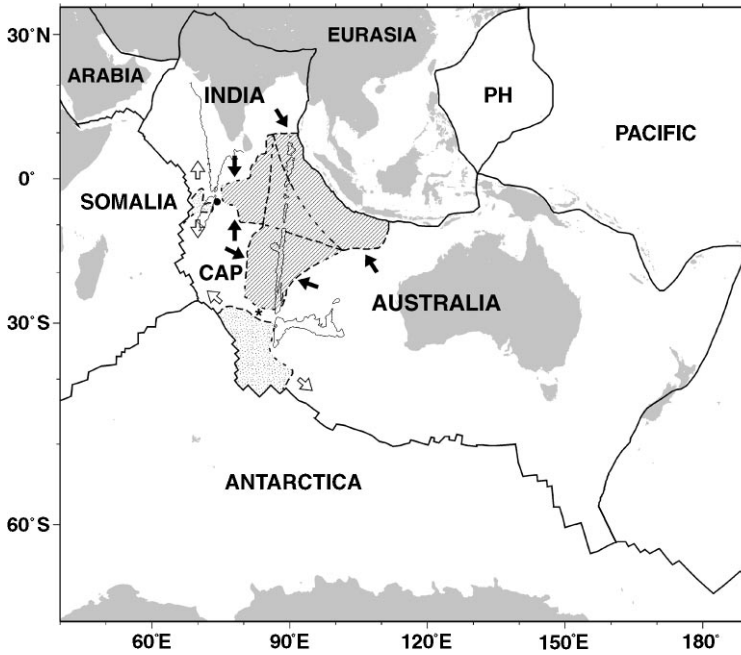 30°N
EURASIA
ARABIA
INDIA
PH
PACIFIC
0°
SOMALIA
CAP
AUSTRALIA
30°S
ANTARCTICA
60°S
60°E
90°E
120°E
150°E
180°